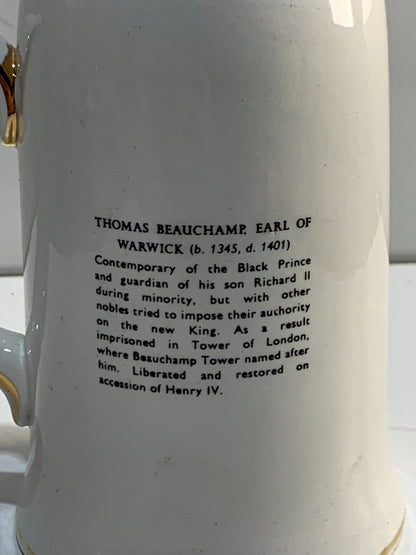 THOMAS BEAUCHAMP, EARL OF
WARWICK (b. 1345, d. 1401)
Contemporary of the Black Prince
and guardian of his son Richard II
during minority, but with other
nobles tried to impose their authority
on the new King. As a result
imprisoned in Tower of London,
where Beauchamp Tower named after
him. Liberated and restored on
accession of Henry IV.